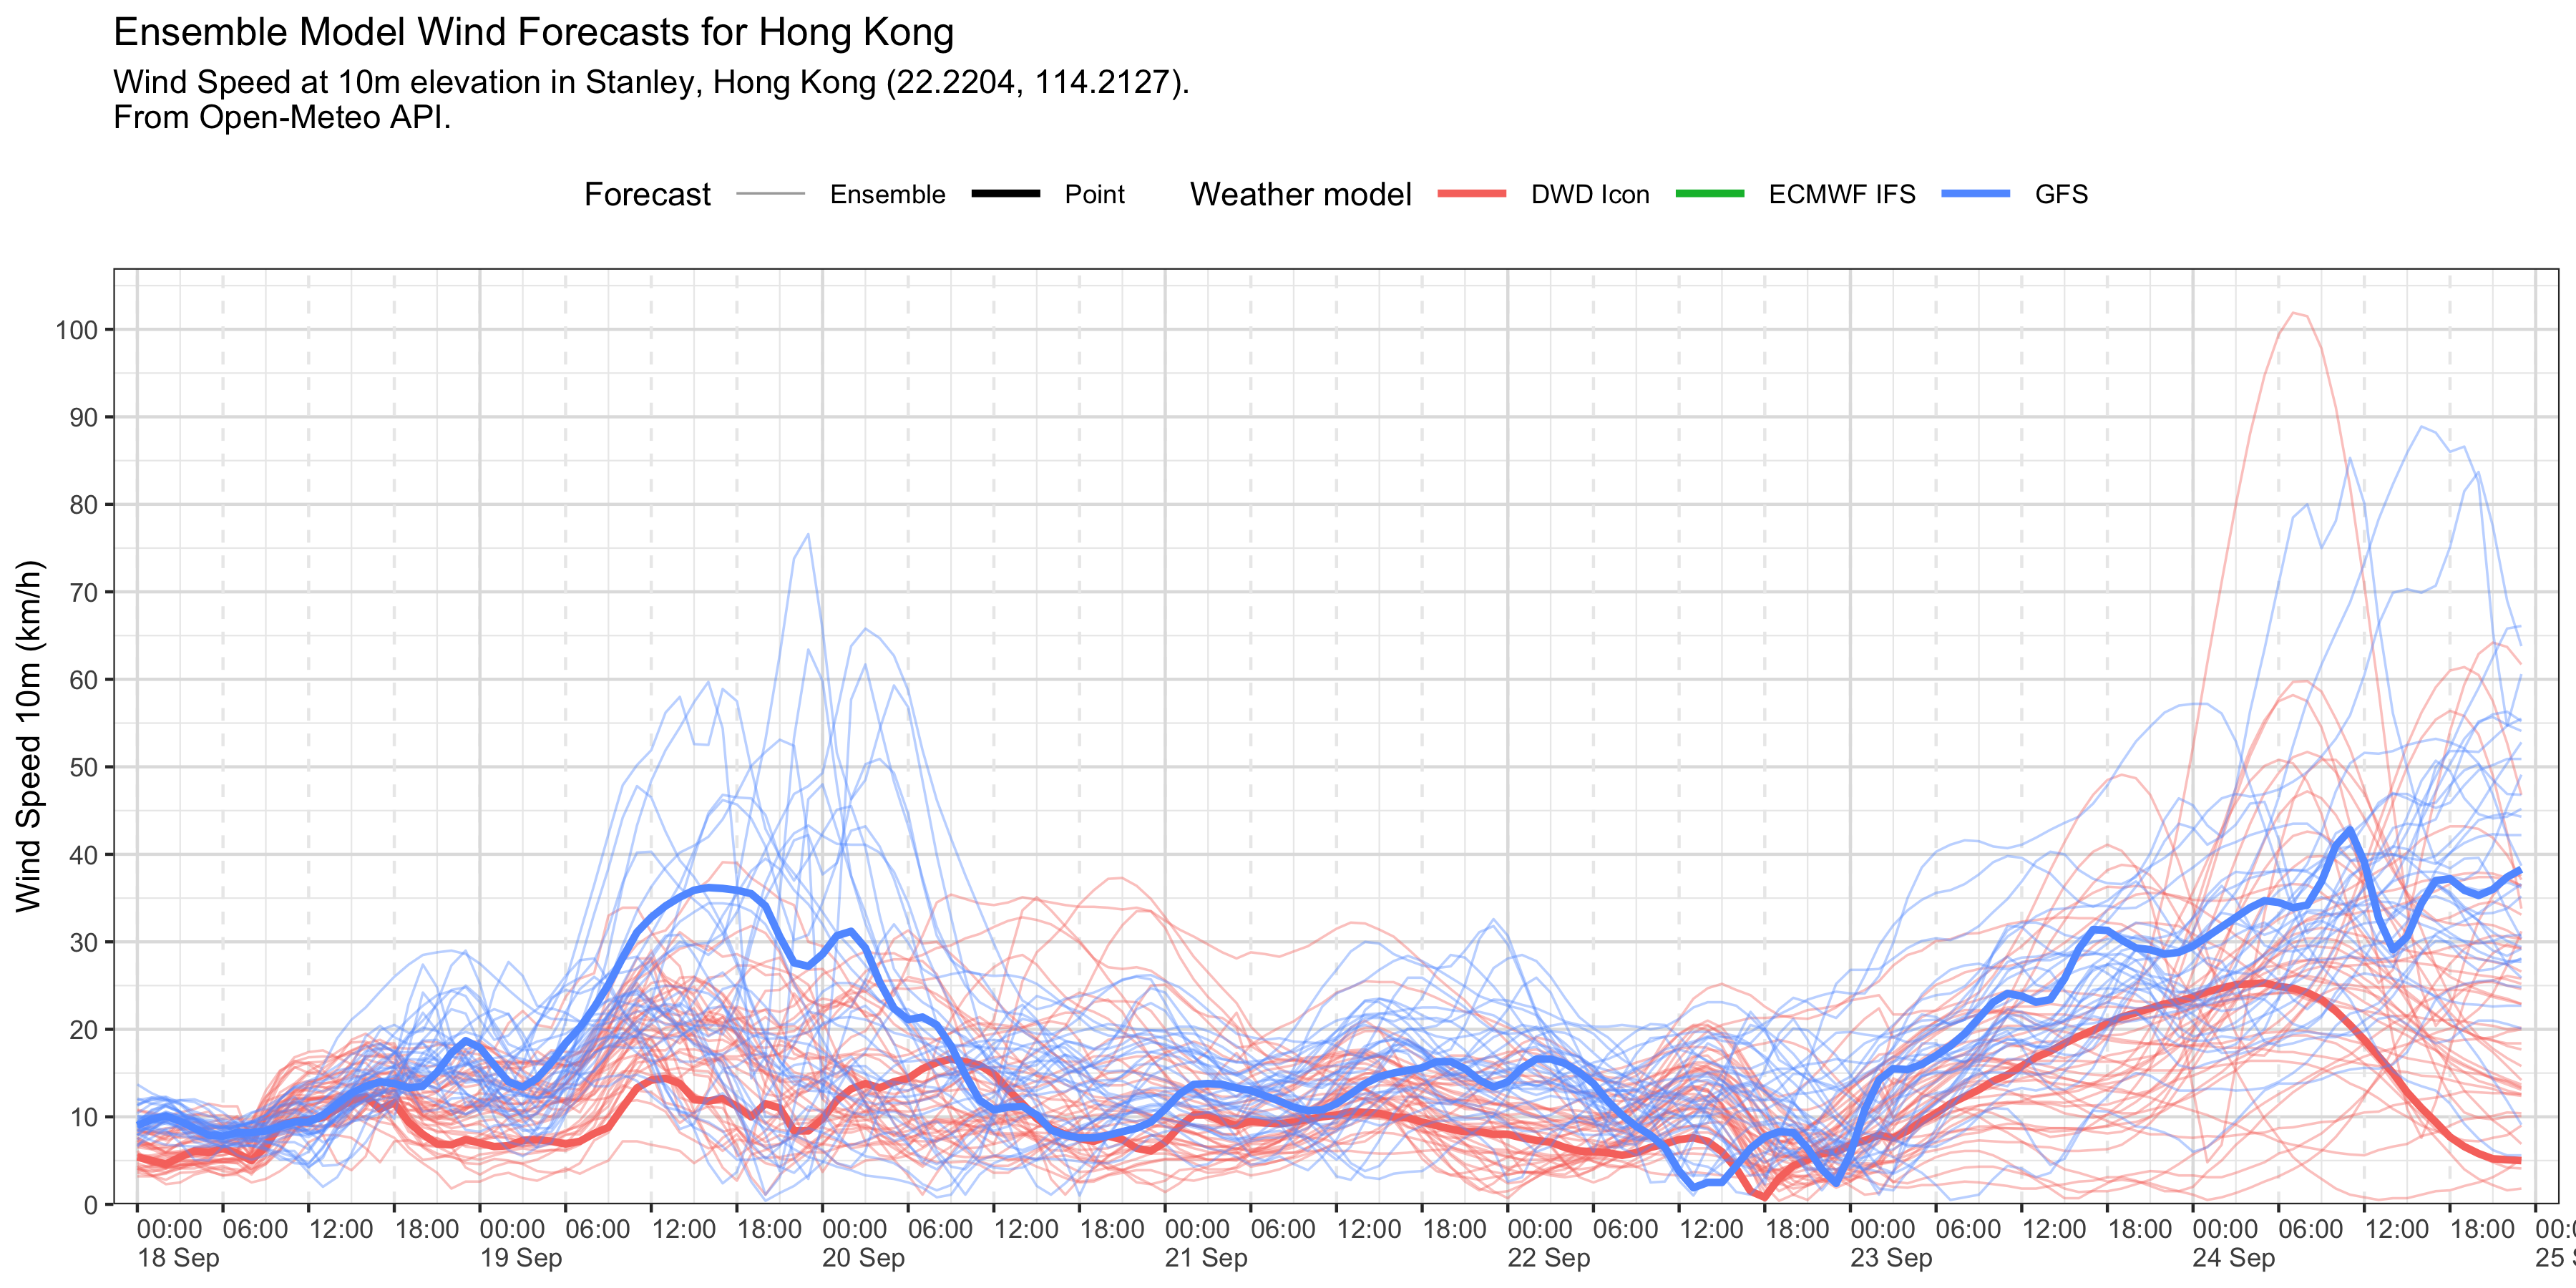 Ensemble Model Wind Forecasts for Hong Kong
Wind Speed at 10m elevation in Stanley, Hong Kong (22.2204, 114.2127).
From Open-Meteo API.
Forecast Ensemble Point Weather model DWD Icon ECMWF IFS GFS
Wind Speed 10m (km/h)
100
90
80
70
60
50
40
30
20
10
0
00:00 06:00 12:00 18:00 00:00 06:00 12:00 18:00 00:00 06:00 12:00 18:00 00:00 06:00 12:00 18:00 00:00 06:00 12:00 18:00 00:00 06:00 12:00 18:00 00:00 06:00 12:00 18:00
18 Sep 19 Sep 20 Sep 21 Sep 22 Sep 23 Sep 24 Sep 25